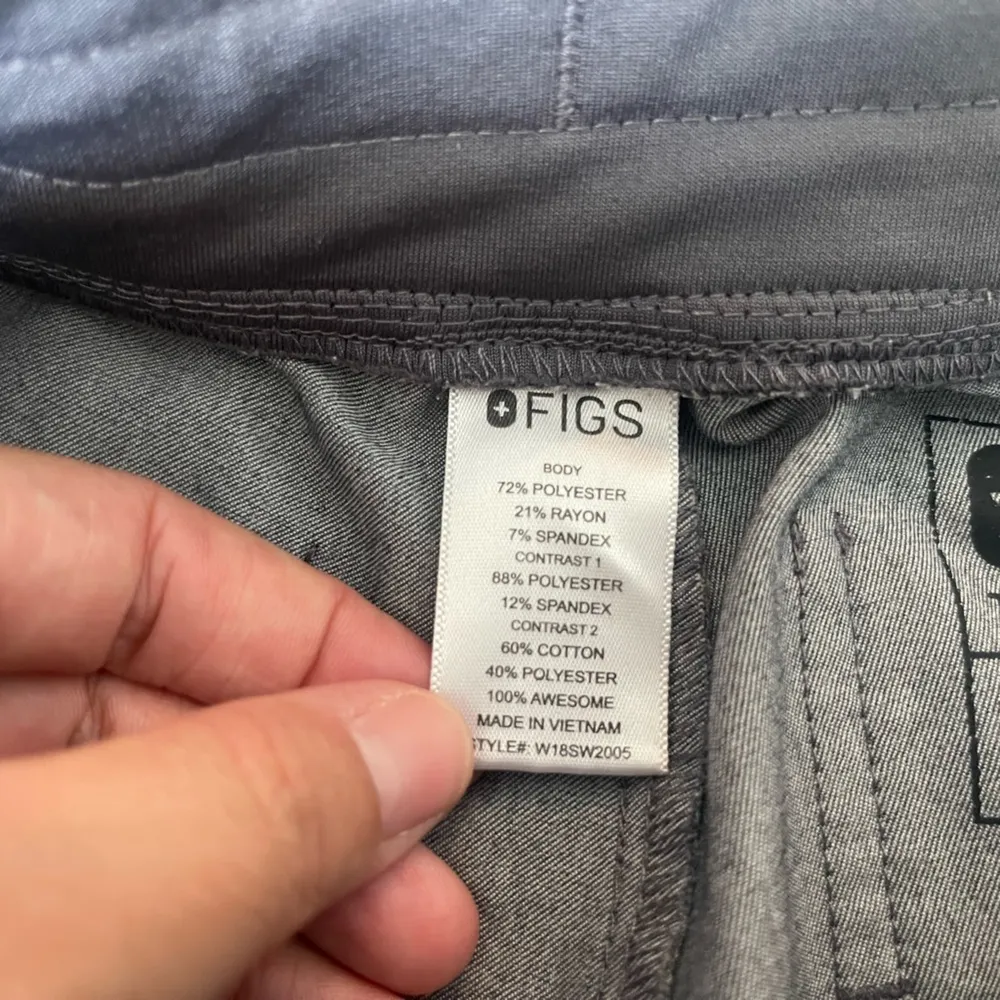 FIGS
BODY
72% POLYESTER
21% RAYON
7% SPANDEX
CONTRAST 1
88% POLYESTER
12% SPANDEX
CONTRAST 2
60% COTTON
40% POLYESTER
100% AWESOME
MADE IN VIETNAM
STYLE#: W18SW2005